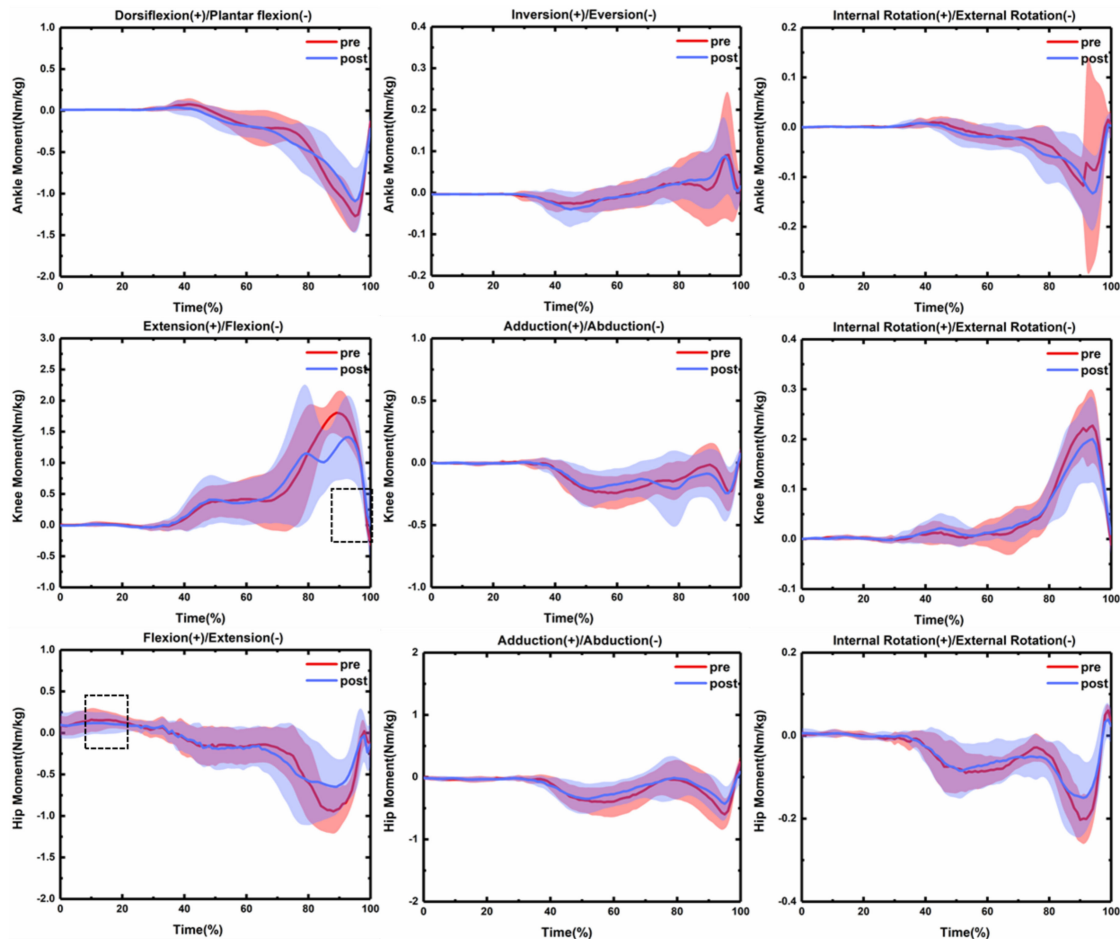 Dorsiflexion(+)/Plantar flexion(-)
pre
post
Ankle Moment(Nm/kg)
1.0
0.5
0.0
-0.5
-1.0
-1.5
-2.0
0 20 40 60 80 100
Time(%)
Inversion(+)/Eversion(-)
pre
post
Ankle Moment(Nm/kg)
0.4
0.3
0.2
0.1
0.0
-0.1
0.2
0 20 40 60 80 100
Time(%)
Internal Rotation(+)/External Rotation(-)
pre
post
Ankle Moment(Nm/kg)
0.2
0.1
0.0
-0.1
-0.2
-0.3
0 20 40 60 80 100
Time(%)
Extension(+)/Flexion(-)
pre
post
Knee Moment(Nm/kg)
3.0
2.5
2.0
1.5
1.0
0.5
0.0
-0.5
-1.0
0 20 40 60 80 100
Time(%)
Adduction(+)/Abduction(-)
pre
post
Knee Moment(Nm/kg)
1.0
0.5
0.0
-0.5
1.0
0 20 40 60 80 100
Time(%)
Internal Rotation(+)/External Rotation(-)
pre
post
Knee Moment(Nm/kg)
0.4
0.3
0.2
0.1
0.0
-0.1
0 20 40 60 80 100
Time(%)
Flexion(+)/Extension(-)
pre
post
Hip Moment(Nm/kg)
1.0
0.5
0.0
-0.5
-1.0
-1.5
-2.0
0 20 40 60 80 100
Time(%)
Adduction(+)/Abduction(-)
pre
post
Hip Moment(Nm/kg)
2
1
0
-1
-2
0 20 40 60 80 100
Time(%)
Internal Rotation(+)/External Rotation(-)
pre
post
Hip Moment(Nm/kg)
0.2
0.0
-0.2
-0.4
0 20 40 60 80 100
Time(%)